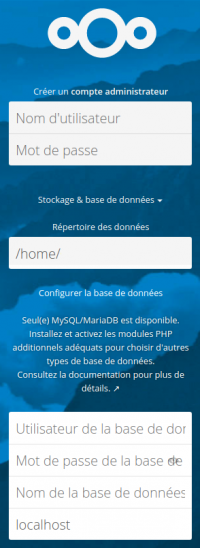 Créer un compte administrateur
Nom d'utilisateur
Mot de passe
Stockage & base de données
Répertoire des données
/home/
Configurer la base de données
Seul(e) MySQL/MariaDB est disponible.
Installez et activez les modules PHP
additionnels adéquats pour choisir d'autres
types de base de données.
Consultez la documentation pour plus de
détails. ↗
Utilisateur de la base de don
Mot de passe de la base de
Nom de la base de données
localhost